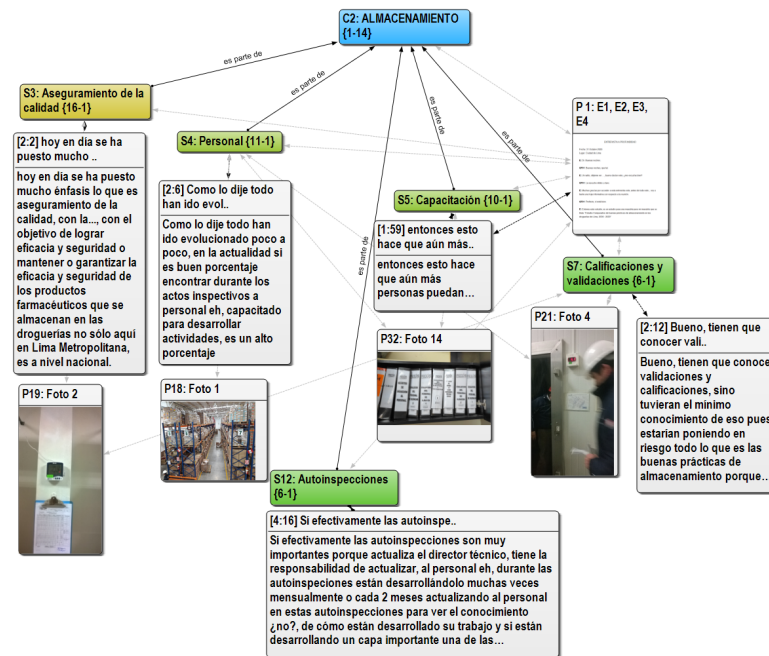 C2: ALMACENAMIENTO
{1-14}
es parte de
es parte de
es parte de
es parte de
es parte de
S3: Aseguramiento de la
calidad {16-1}
[2:2] hoy en día se ha
puesto mucho ..
hoy en día se ha puesto
mucho énfasis lo que es
aseguramiento de la
calidad, con la..., con el
objetivo de lograr
eficacia y seguridad o
mantener o garantizar la
eficacia y seguridad de
los productos
farmacéuticos que se
almacenan en las
droguerías no sólo aquí
en Lima Metropolitana,
es a nivel nacional.
P19: Foto 2
S4: Personal {11-1}
[2:6] Como lo dije todo
han ido evol..
Como lo dije todo han
ido evolucionado poco a
poco, en la actualidad si
es buen porcentaje
encontrar durante los
actos inspectivos a
personal eh, capacitado
para desarrollar
actividades, es un alto
porcentaje
P18: Foto 1
S5: Capacitación {10-1}
[1:59] entonces esto
hace que aún más..
entonces esto hace
que aún más
personas puedan…
P32: Foto 14
P 1: E1, E2, E3,
E4
S7: Calificaciones y
validaciones {6-1}
P21: Foto 4
[2:12] Bueno, tienen que
conocer vali..
Bueno, tienen que conoce
validaciones y
calificaciones, sino
tuvieran el mínimo
conocimiento de eso pues
estarían poniendo en
riesgo todo lo que es las
buenas prácticas de
almacenamiento porque…
S12: Autoinspecciones
{6-1}
[4:16] Si efectivamente las autoinspe..
Si efectivamente las autoinspecciones son muy
importantes porque actualiza el director técnico, tiene la
responsabilidad de actualizar, al personal eh, durante las
autoinspeciones están desarrollándolo muchas veces
mensualmente o cada 2 meses actualizando al personal
en estas autoinspecciones para ver el conocimiento
¿no?, de cómo están desarrollado su trabajo y si están
desarrollando un capa importante una de las…